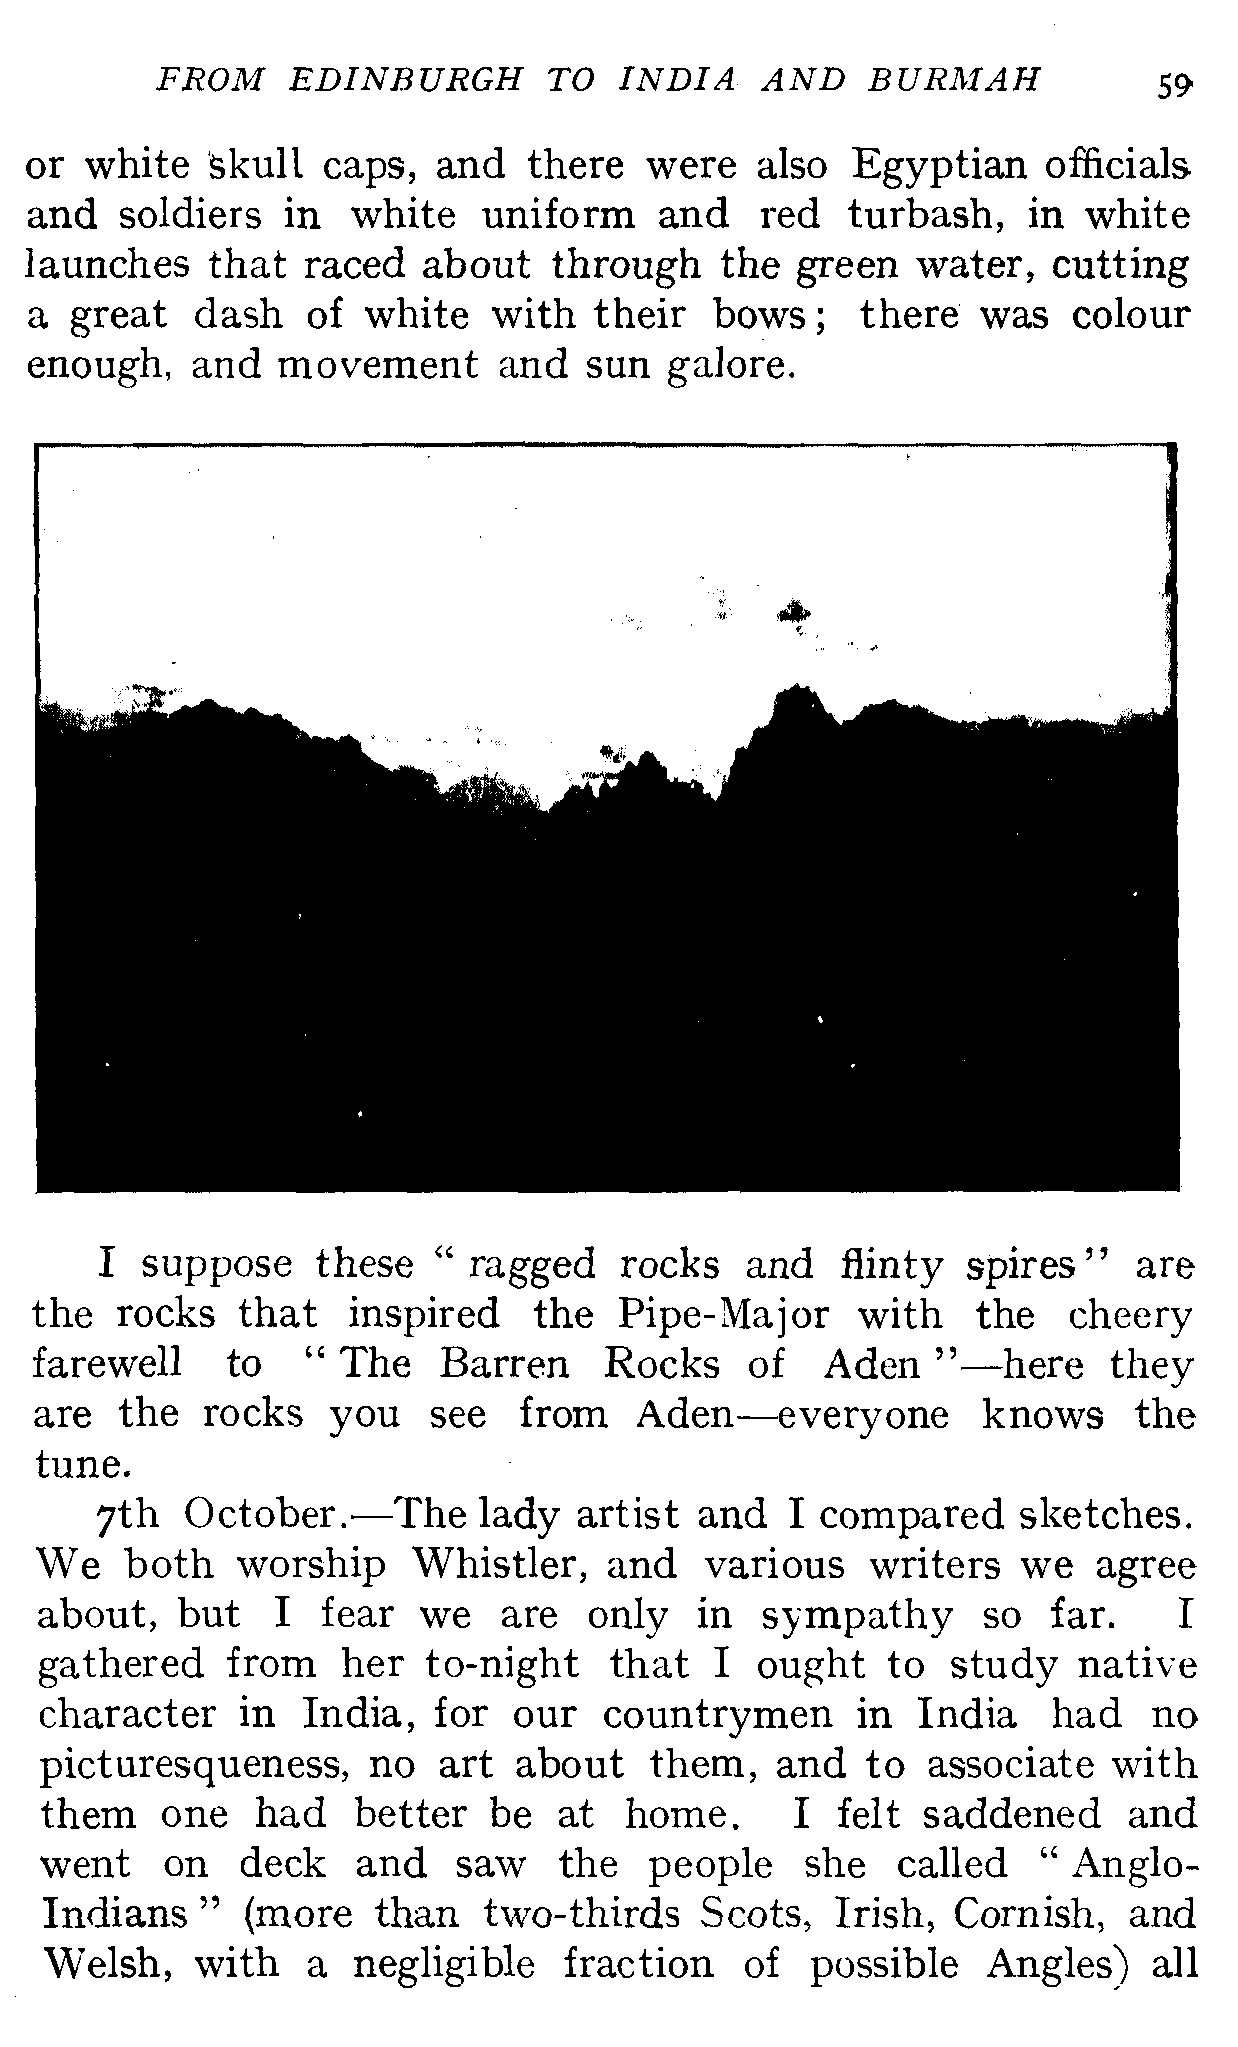 FROM EDINBURGH TO INDIA AND BURMAH 59
or white skull caps, and there were also Egyptian officials
and soldiers in white uniform and red turbash, in white
launches that raced about through the green water, cutting
a great dash of white with their bows; there was colour
enough, and movement and sun galore.
I suppose these "ragged rocks and flinty spires" are
the rocks that inspired the Pipe-Major with the cheery
farewell to "The Barren Rocks of Aden"—here they
are the rocks you see from Aden—everyone knows the
tune.
7th October.—The lady artist and I compared sketches.
We both worship Whistler, and various writers we agree
about, but I fear we are only in sympathy so far. I
gathered from her to-night that I ought to study native
character in India, for our countrymen in India had no
picturesqueness, no art about them, and to associate with
them one had better be at home. I felt saddened and
went on deck and saw the people she called "Anglo-
Indians" (more than two-thirds Scots, Irish, Cornish, and
Welsh, with a negligible fraction of possible Angles) all